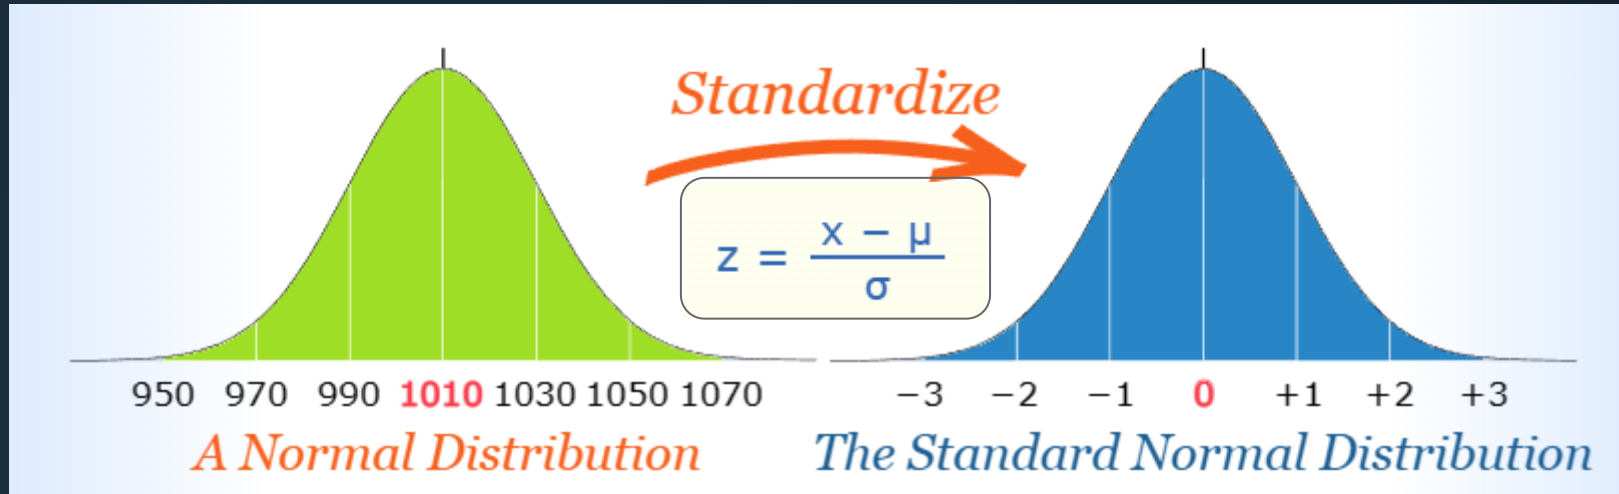 Standardize
z = x − μ / σ
950 970 990 1010 1030 1050 1070
−3 −2 −1 0 +1 +2 +3
A Normal Distribution
The Standard Normal Distribution